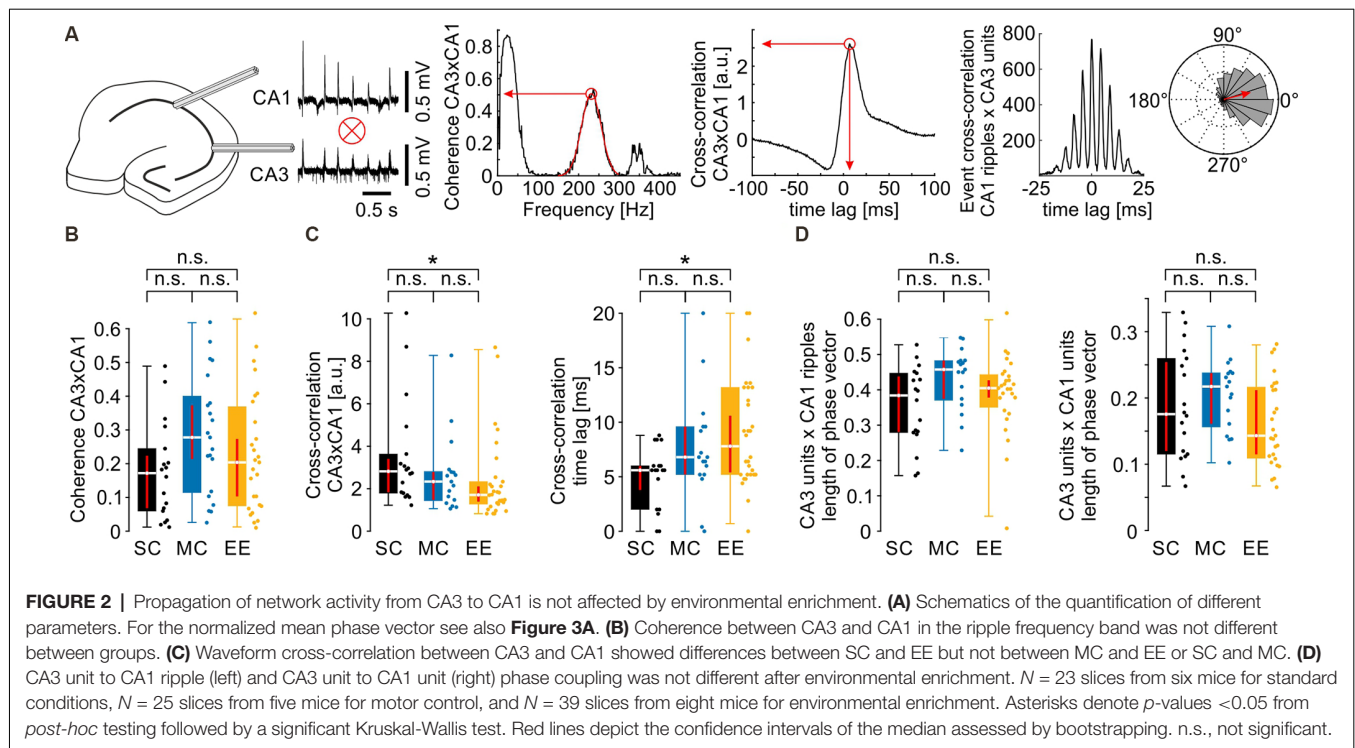 A
CA1
CA3
0.5 mV
0.5 mV
0.5 s
Coherence CA3xCA1
0.8
0.6
0.4
0.2
0
0 200 400
Frequency [Hz]
Cross-correlation
CA3xCA1 [a.u.]
2
1
0
-100 -50 0 50 100
time lag [ms]
Event cross-correlation
CA1 ripples x CA3 units
800
600
400
200
-25 0 25
time lag [ms]
90°
180° 0°
270°
B
n.s.
n.s. n.s.
Coherence CA3xCA1
0.6
0.5
0.4
0.3
0.2
0.1
0
SC MC EE
C
*
n.s. n.s.
Cross-correlation
CA3xCA1 [a.u.]
10
8
6
4
2
0
SC MC EE
*
n.s. n.s.
Cross-correlation
time lag [ms]
20
15
10
5
0
SC MC EE
D
n.s.
n.s. n.s.
CA3 units x CA1 ripples
length of phase vector
0.6
0.5
0.4
0.3
0.2
0.1
0
SC MC EE
n.s.
n.s. n.s.
CA3 units x CA1 units
length of phase vector
0.3
0.2
0.1
0
SC MC EE
FIGURE 2 | Propagation of network activity from CA3 to CA1 is not affected by environmental enrichment. (A) Schematics of the quantification of different
parameters. For the normalized mean phase vector see also Figure 3A. (B) Coherence between CA3 and CA1 in the ripple frequency band was not different
between groups. (C) Waveform cross-correlation between CA3 and CA1 showed differences between SC and EE but not between MC and EE or SC and MC. (D)
CA3 unit to CA1 ripple (left) and CA3 unit to CA1 unit (right) phase coupling was not different after environmental enrichment. N = 23 slices from six mice for standard
conditions, N = 25 slices from five mice for motor control, and N = 39 slices from eight mice for environmental enrichment. Asterisks denote p-values <0.05 from
post-hoc testing followed by a significant Kruskal-Wallis test. Red lines depict the confidence intervals of the median assessed by bootstrapping. n.s., not significant.